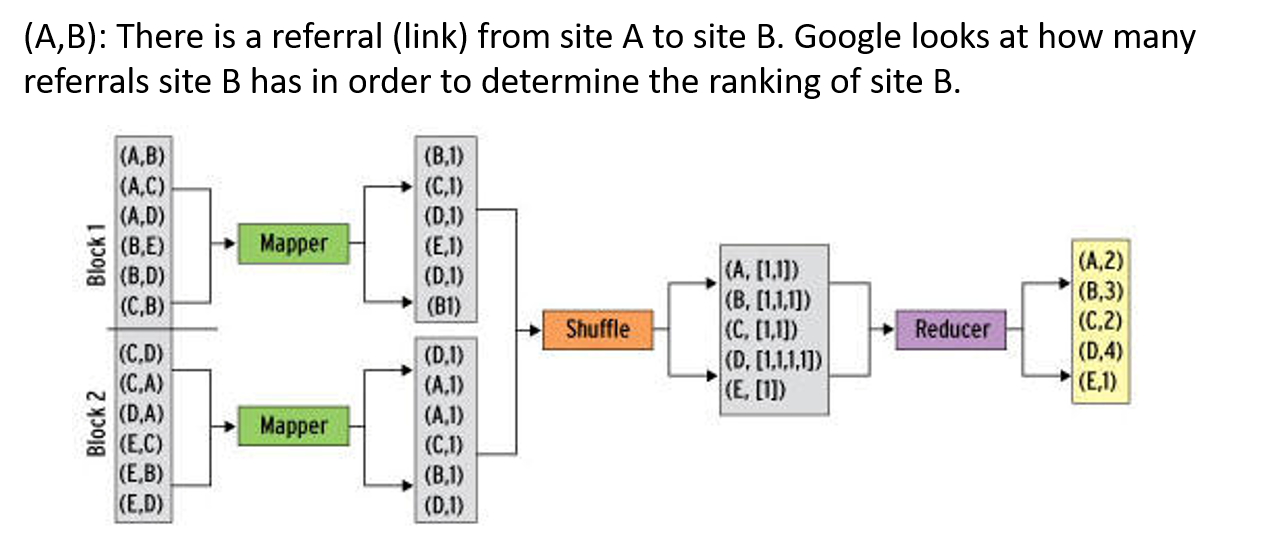 (A,B): There is a referral (link) from site A to site B. Google looks at how many
referrals site B has in order to determine the ranking of site B.
Block 1
(A,B)
(A,C)
(A,D)
(B,E)
(B,D)
(C,B)
Mapper
(B,1)
(C,1)
(D,1)
(E,1)
(D,1)
(B1)
Block 2
(C,D)
(C,A)
(D,A)
(E,C)
(E,B)
(E,D)
Mapper
(D,1)
(A,1)
(A,1)
(C,1)
(B,1)
(D,1)
Shuffle
(A, [1,1])
(B, [1,1,1])
(C, [1,1])
(D, [1,1,1,1])
(E, [1])
Reducer
(A,2)
(B,3)
(C,2)
(D,4)
(E,1)